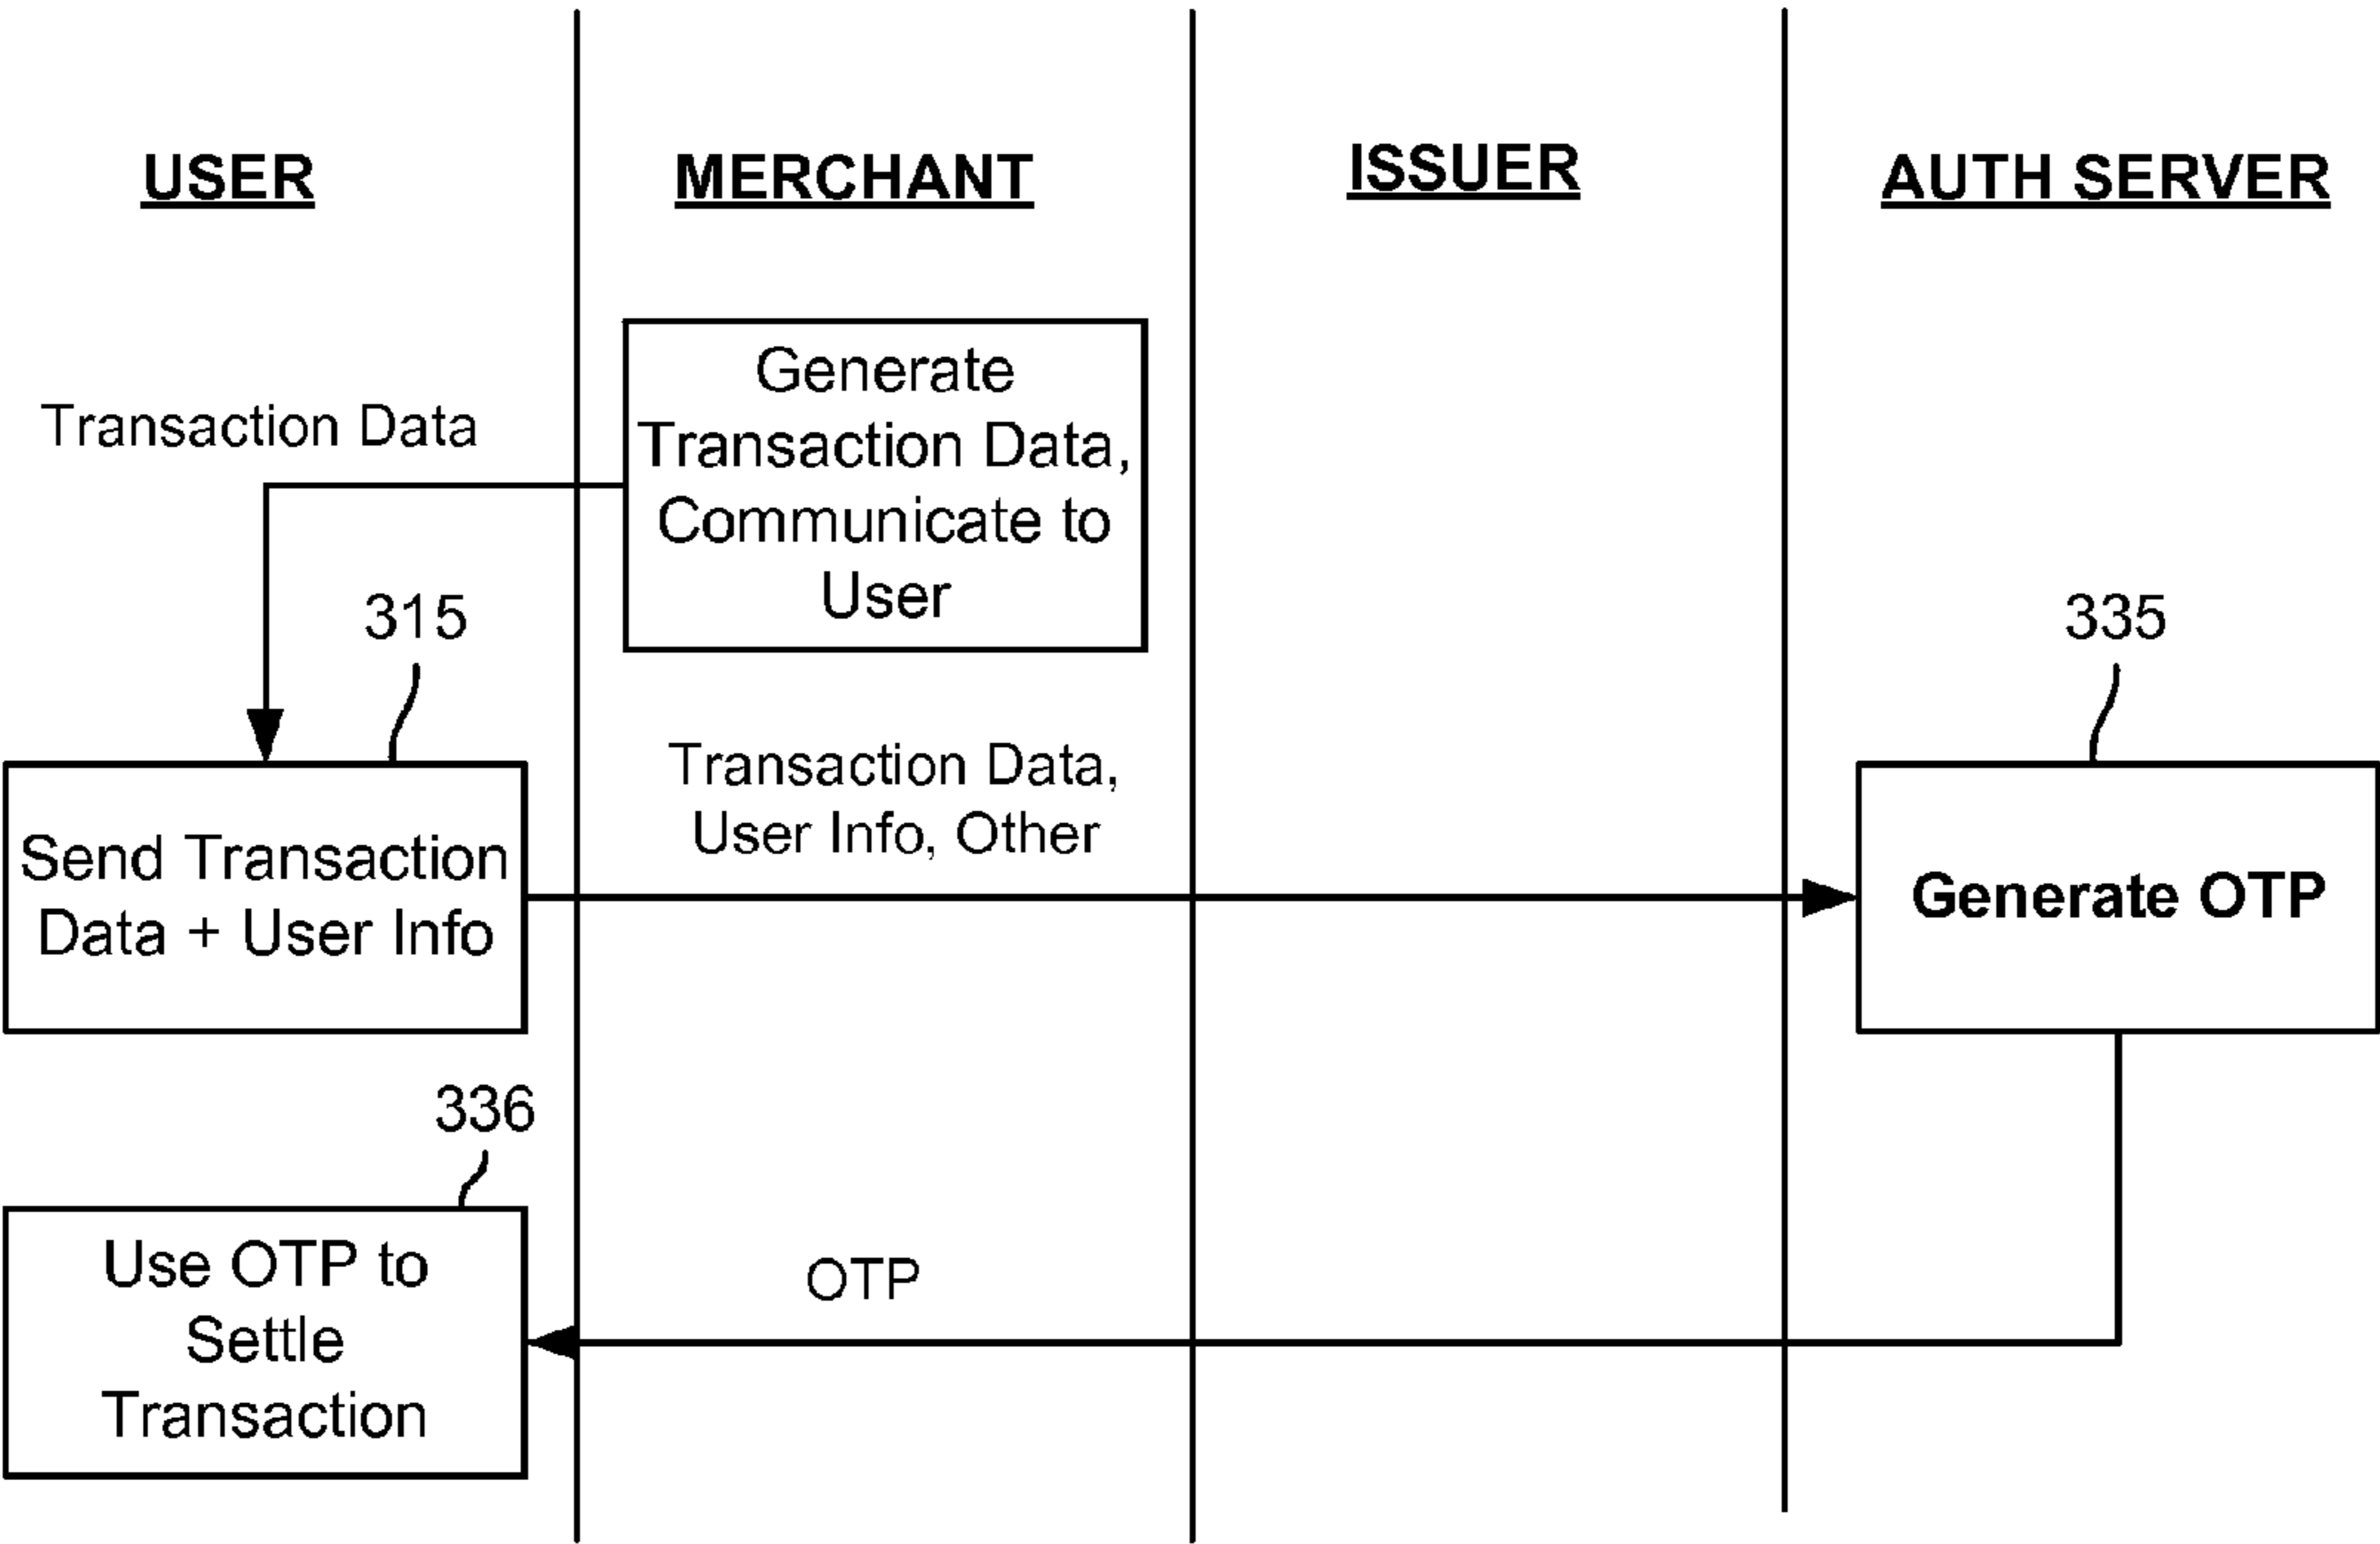 USER
MERCHANT
ISSUER
AUTH SERVER
Generate
Transaction Data,
Communicate to
User
Transaction Data
315
335
Transaction Data,
User Info, Other
Send Transaction
Data + User Info
Generate OTP
336
Use OTP to
Settle
Transaction
OTP